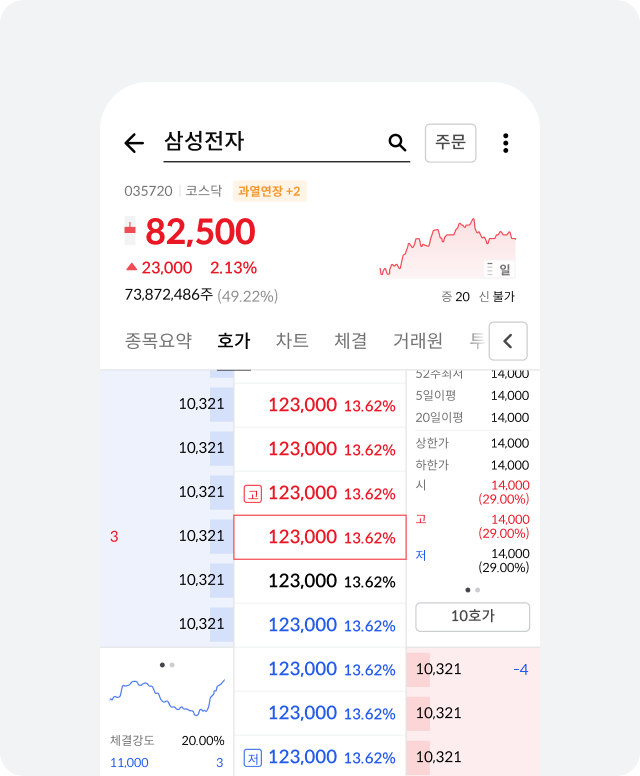 삼성전자 주문
035720 코스닥 과열연장 +2
82,500
23,000 2.13%
73,872,486주 (49.22%)
일
증 20 신 불가
종목요약 호가 차트 체결 거래원 투
52주최저 14,000
10,321 123,000 13.62% 5일이평 14,000
20일이평 14,000
10,321 123,000 13.62% 상한가 14,000
하한가 14,000
10,321 고 123,000 13.62% 시 14,000
(29.00%)
3 10,321 123,000 13.62% 고 14,000
(29.00%)
저 14,000
(29.00%)
10,321 123,000 13.62%
10,321 123,000 13.62% 10호가
123,000 13.62% 10,321 -4
123,000 13.62% 10,321
체결강도 20.00%
저 123,000 13.62% 10,321
11,000 3